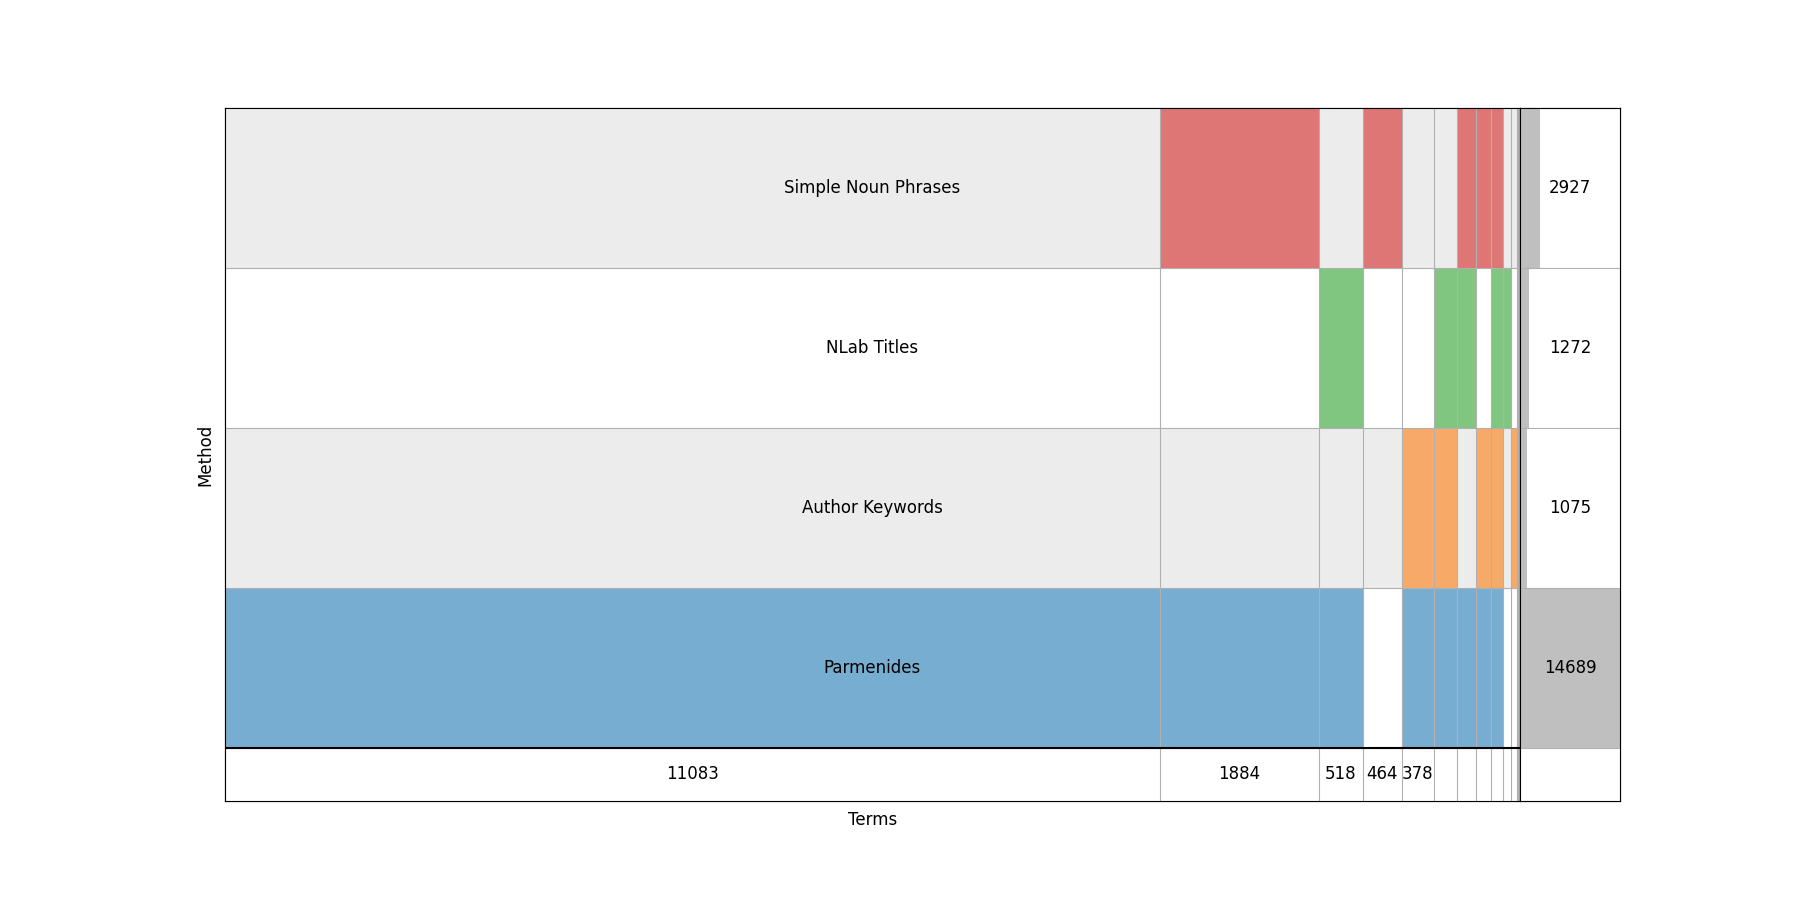 Simple Noun Phrases 2927
NLab Titles 1272
Method
Author Keywords 1075
Parmenides 14689
11083 1884 518 464 378
Terms